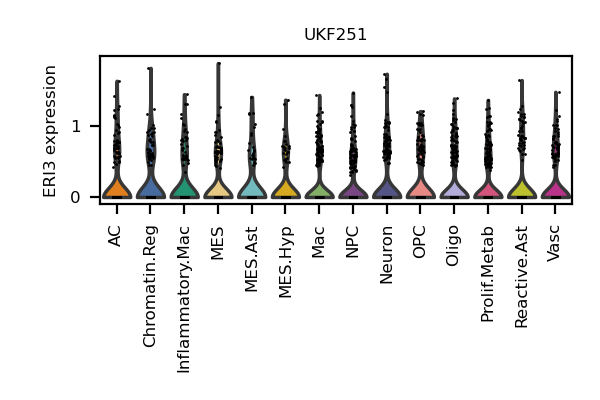 UKF251
ERI3 expression
1
0
AC
Chromatin.Reg
Inflammatory.Mac
MES
MES.Ast
MES.Hyp
Mac
NPC
Neuron
OPC
Oligo
Prolif.Metab
Reactive.Ast
Vasc